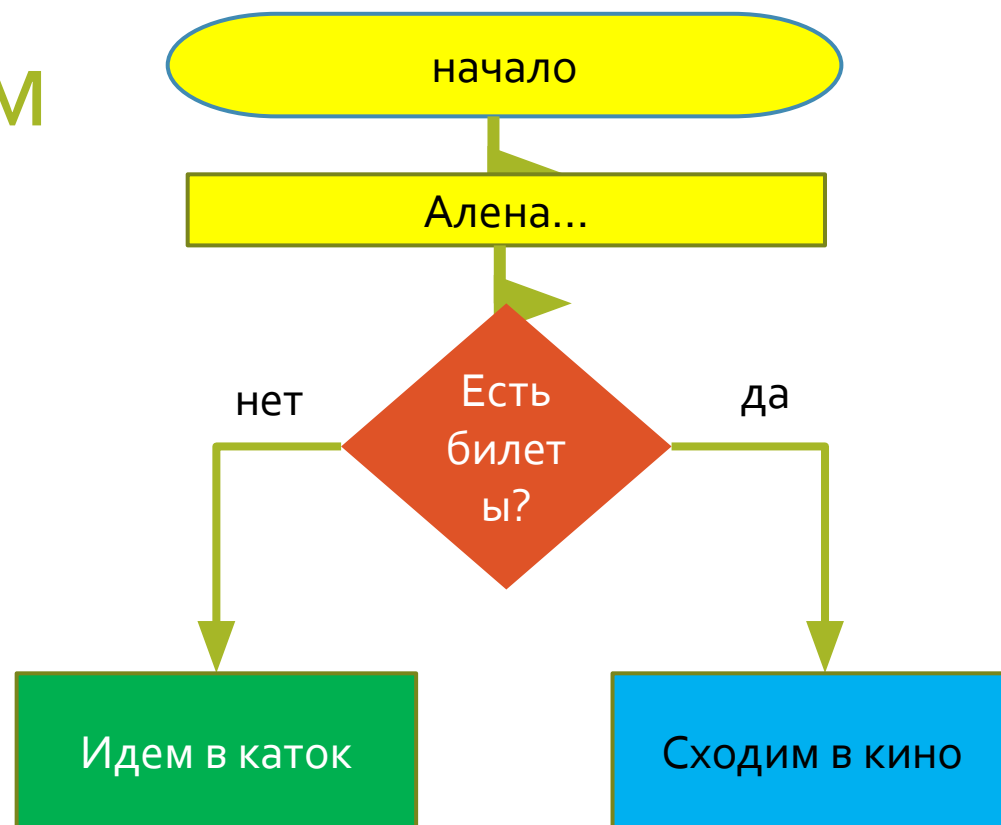 м
начало
Алена...
нет
Есть
билет
ы?
да
Идем в каток
Сходим в кино